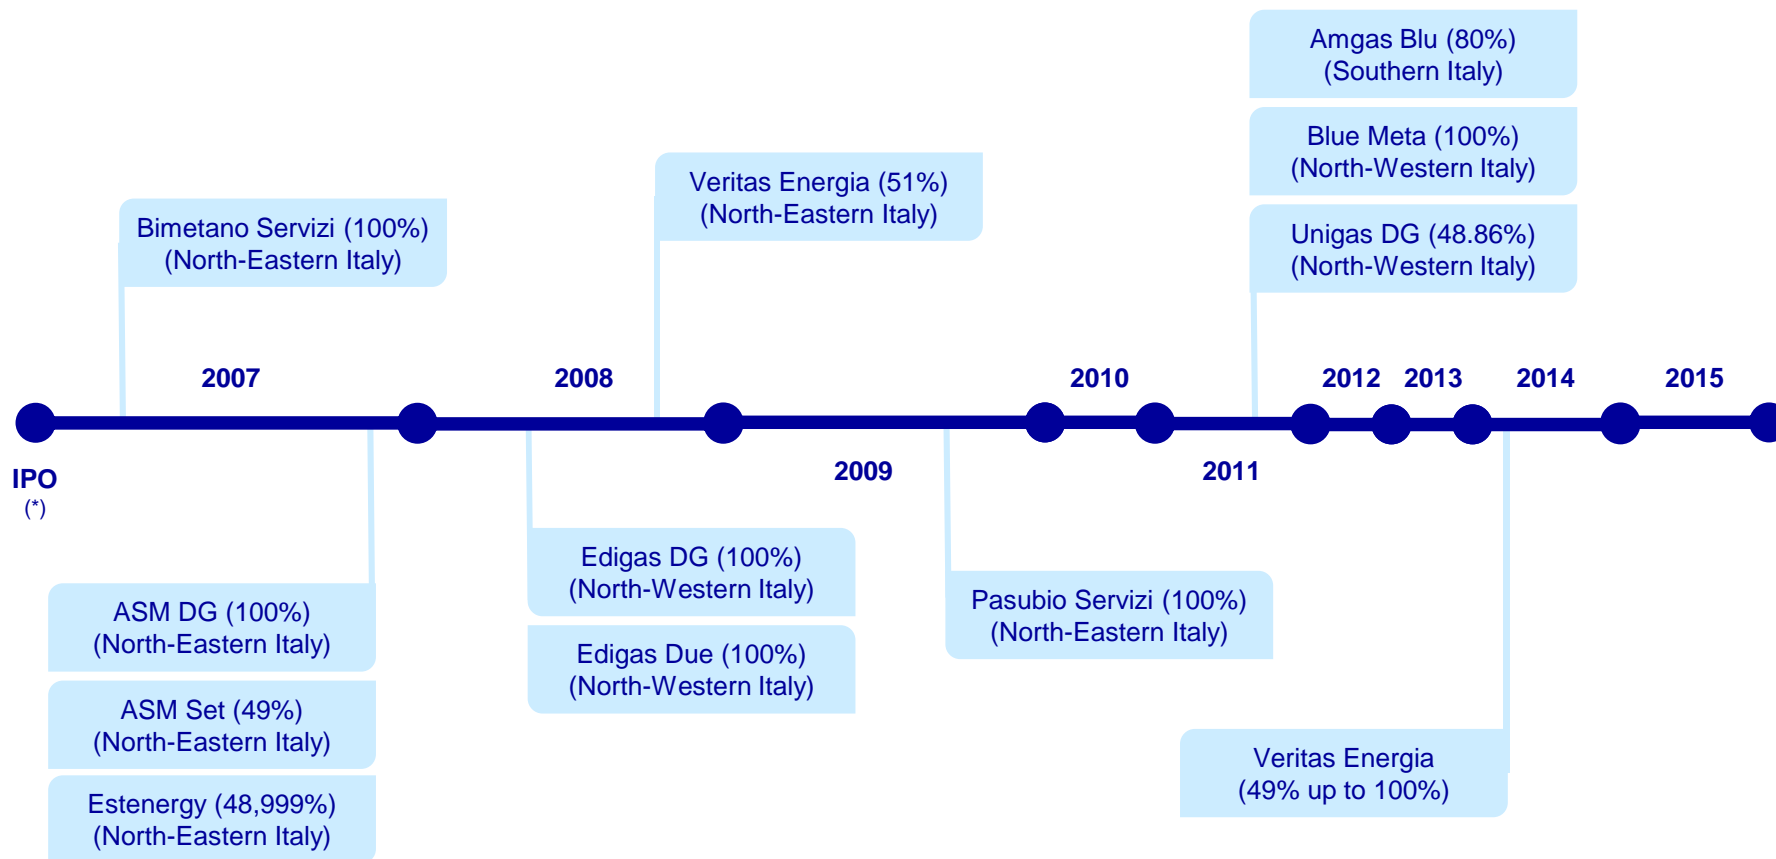 Amgas Blu (80%)
(Southern Italy)
Blue Meta (100%)
(North-Western Italy)
Unigas DG (48.86%)
(North-Western Italy)
Veritas Energia (51%)
(North-Eastern Italy)
Bimetano Servizi (100%)
(North-Eastern Italy)
2007
2008
2010
2012
2013
2014
2015
IPO
(*)
2009
2011
ASM DG (100%)
(North-Eastern Italy)
ASM Set (49%)
(North-Eastern Italy)
Estenergy (48,999%)
(North-Eastern Italy)
Edigas DG (100%)
(North-Western Italy)
Edigas Due (100%)
(North-Western Italy)
Pasubio Servizi (100%)
(North-Eastern Italy)
Veritas Energia
(49% up to 100%)